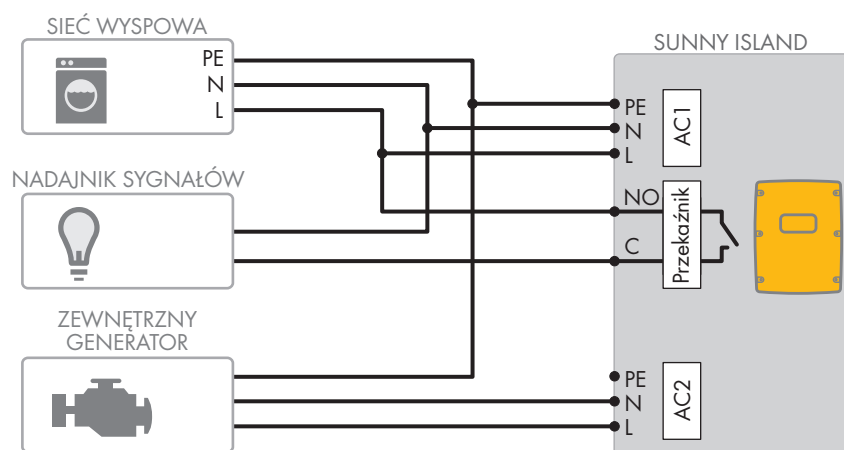 SIEĆ WYSPOWA
PE
N
L
NADAJNIK SYGNAŁÓW
ZEWNĘTRZNY
GENERATOR
SUNNY ISLAND
PE
N
L
AC1
NO
C
Przekaźnik
PE
N
L
AC2